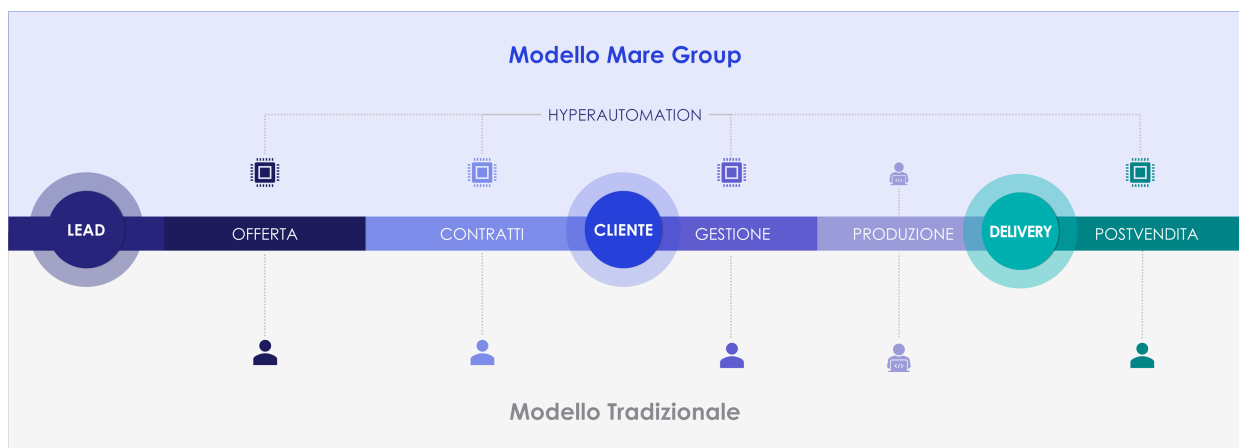 Modello Mare Group
HYPERAUTOMATION
LEAD
OFFERTA
CONTRATTI
CLIENTE
GESTIONE
PRODUZIONE
DELIVERY
POSTVENDITA
Modello Tradizionale